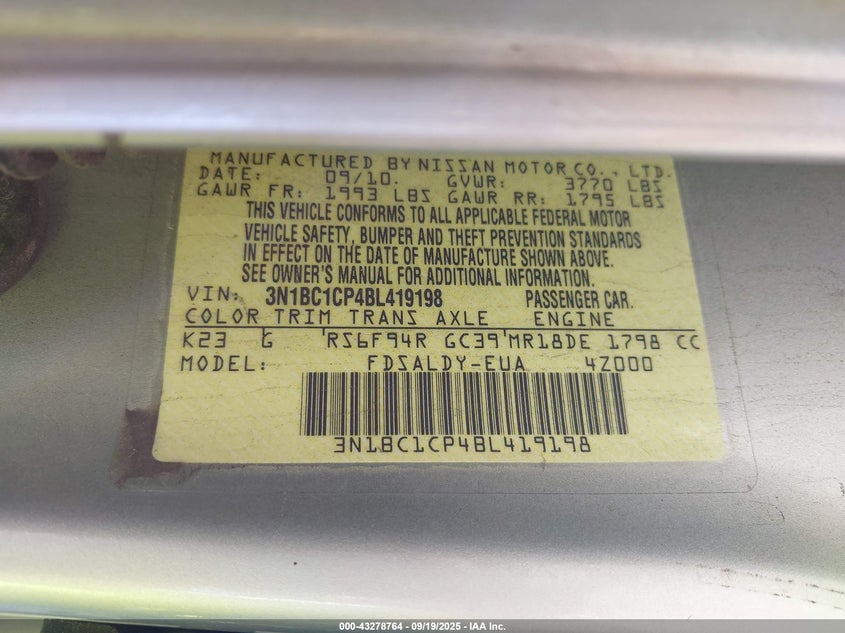 MANUFACTURED BY NISSAN MOTOR CO., LTD.
DATE: 09/10. GVWR: 3770 LBS
GAWR FR: 1993 LBS GAWR RR: 1795 LBS
THIS VEHICLE CONFORMS TO ALL APPLICABLE FEDERAL MOTOR
VEHICLE SAFETY, BUMPER AND THEFT PREVENTION STANDARDS
IN EFFECT ON THE DATE OF MANUFACTURE SHOWN ABOVE.
SEE OWNER'S MANUAL FOR ADDITIONAL INFORMATION.
VIN: 3N1BC1CP4BL419198 PASSENGER CAR.
COLOR TRIM TRANS AXLE ENGINE
K23 G RS6F94R GC39 MR18DE 1798 CC
MODEL: FDSALDY-EUA 4Z000
3N1BC1CP4BL419198
000-43278764 - 09/19/2025 - IAA Inc.